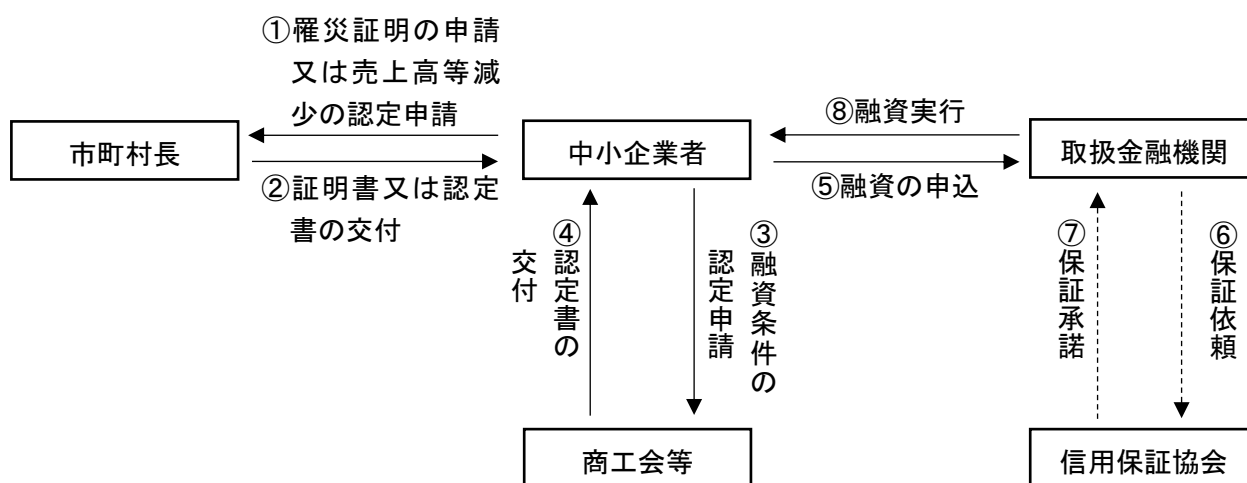 ①罹災証明の申請
又は売上高等減
少の認定申請
⑧融資実行
市町村長
中小企業者
取扱金融機関
②証明書又は認定
書の交付
⑤融資の申込
④認定書の
交付
③融資条件の
認定申請
⑦保証承諾
⑥保証依頼
商工会等
信用保証協会